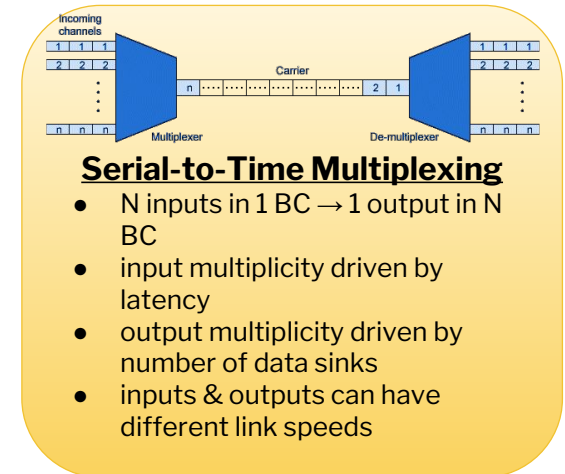 Incoming
channels
1 1 1
2 2 2
n n n
Multiplexer
Carrier
n .... .... .... .... .... .... .... 2 1
De-multiplexer
1 1 1
2 2 2
n n n
Serial-to-Time Multiplexing
● N inputs in 1 BC → 1 output in N
BC
● input multiplicity driven by
latency
● output multiplicity driven by
number of data sinks
● inputs & outputs can have
different link speeds